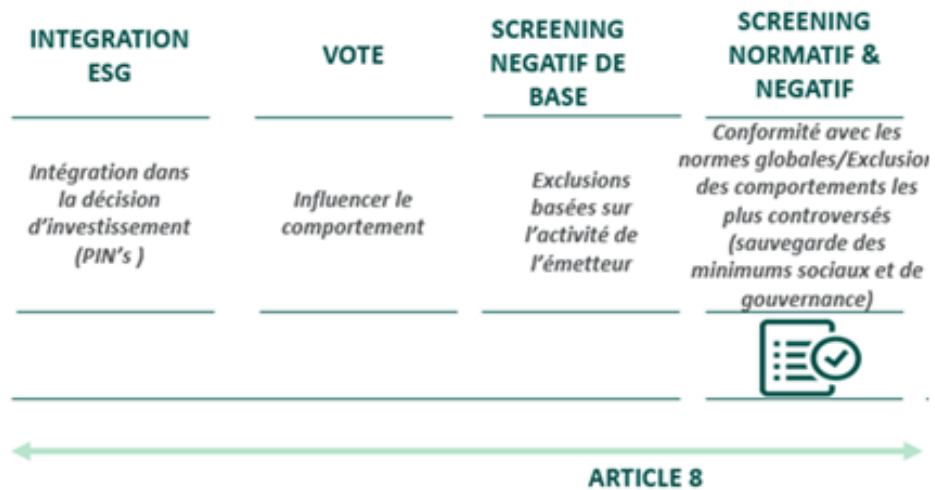 INTEGRATION
ESG
VOTE
SCREENING
NEGATIF DE
BASE
SCREENING
NORMATIF &
NEGATIF
Intégration dans
la décision
d'investissement
(PIN's )
Influencer le
comportement
Exclusions
basées sur
l'activité de
l'émetteur
Conformité avec les
normes globales/Exclusion
des comportements les
plus controversés
(sauvegarde des
minimums sociaux et de
gouvernance)
ARTICLE 8